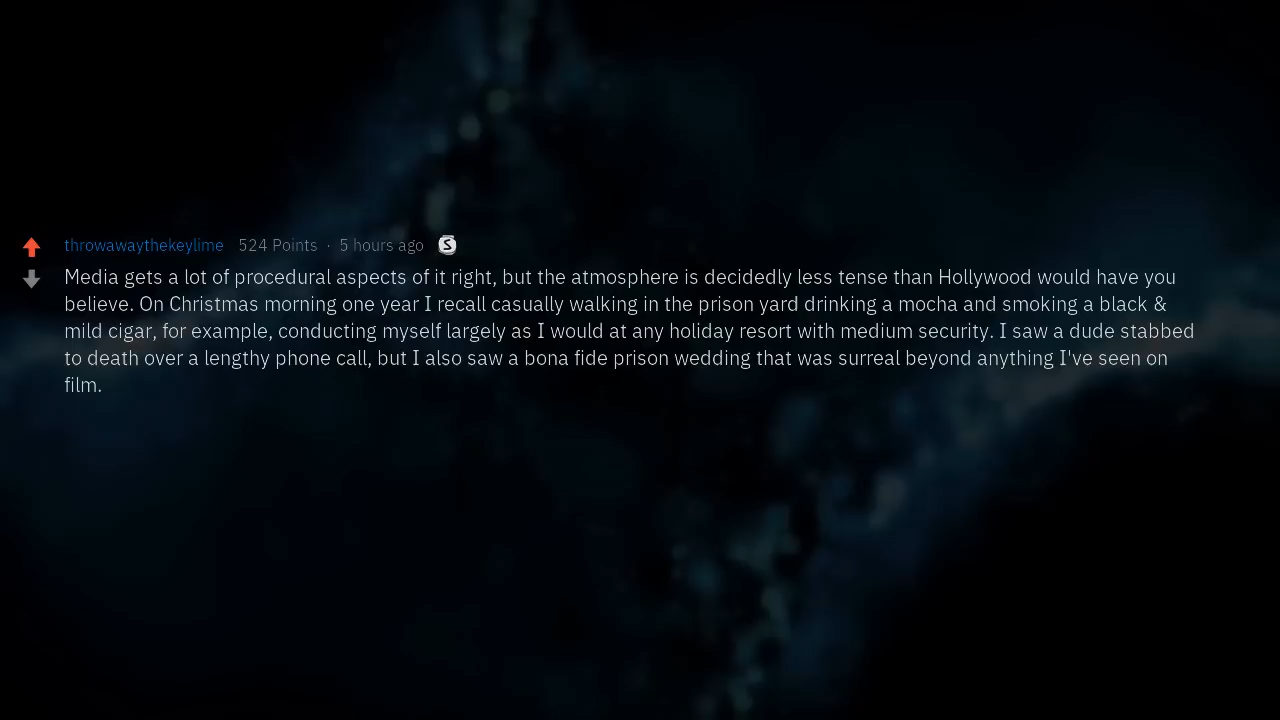 throwawaythekeylime 524 Points · 5 hours ago S
Media gets a lot of procedural aspects of it right, but the atmosphere is decidedly less tense than Hollywood would have you
believe. On Christmas morning one year I recall casually walking in the prison yard drinking a mocha and smoking a black &
mild cigar, for example, conducting myself largely as I would at any holiday resort with medium security. I saw a dude stabbed
to death over a lengthy phone call, but I also saw a bona fide prison wedding that was surreal beyond anything I've seen on
film.